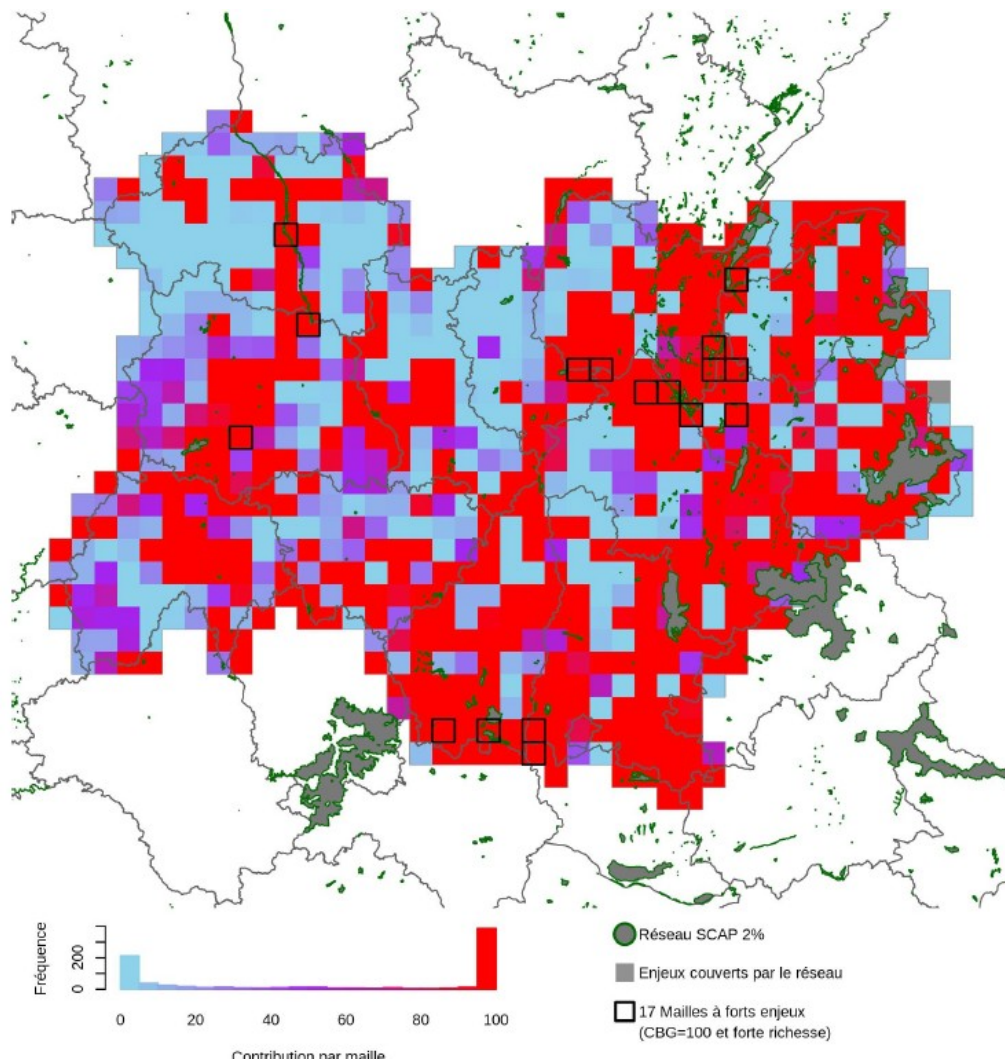 Fréquence
0 200
0 20 40 60 80 100
Contribution par maille
Réseau SCAP 2%
Enjeux couverts par le réseau
17 Mailles à forts enjeux
(CBG=100 et forte richesse)